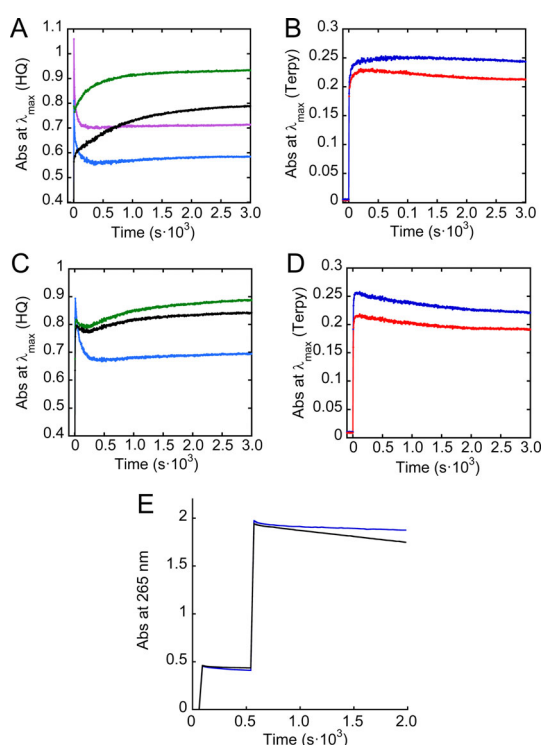 A
Abs at λmax (HQ)
1.1
1
0.9
0.8
0.7
0.6
0.5
0.4
0 0.5 1.0 1.5 2.0 2.5 3.0
Time (s·10³)
B
Abs at λmax (Terpy)
0.30
0.25
0.2
0.15
0.1
0.05
0
0 0.5 0.1 1.5 2.0 2.5 3.0
Time (s·10³)
C
Abs at λmax (HQ)
1
0.9
0.8
0.7
0.6
0.5
0.4
0 0.5 1.0 1.5 2.0 2.5 3.0
Time (s·10³)
D
Abs at λmax (Terpy)
0.30
0.25
0.2
0.15
0.1
0.05
0
0 0.5 1.0 1.5 2.0 2.5 3.0
Time (s·10³)
E
Abs at 265 nm
2
1.5
1.0
0.5
0
0 0.5 1.0 1.5 2.0
Time (s·10³)